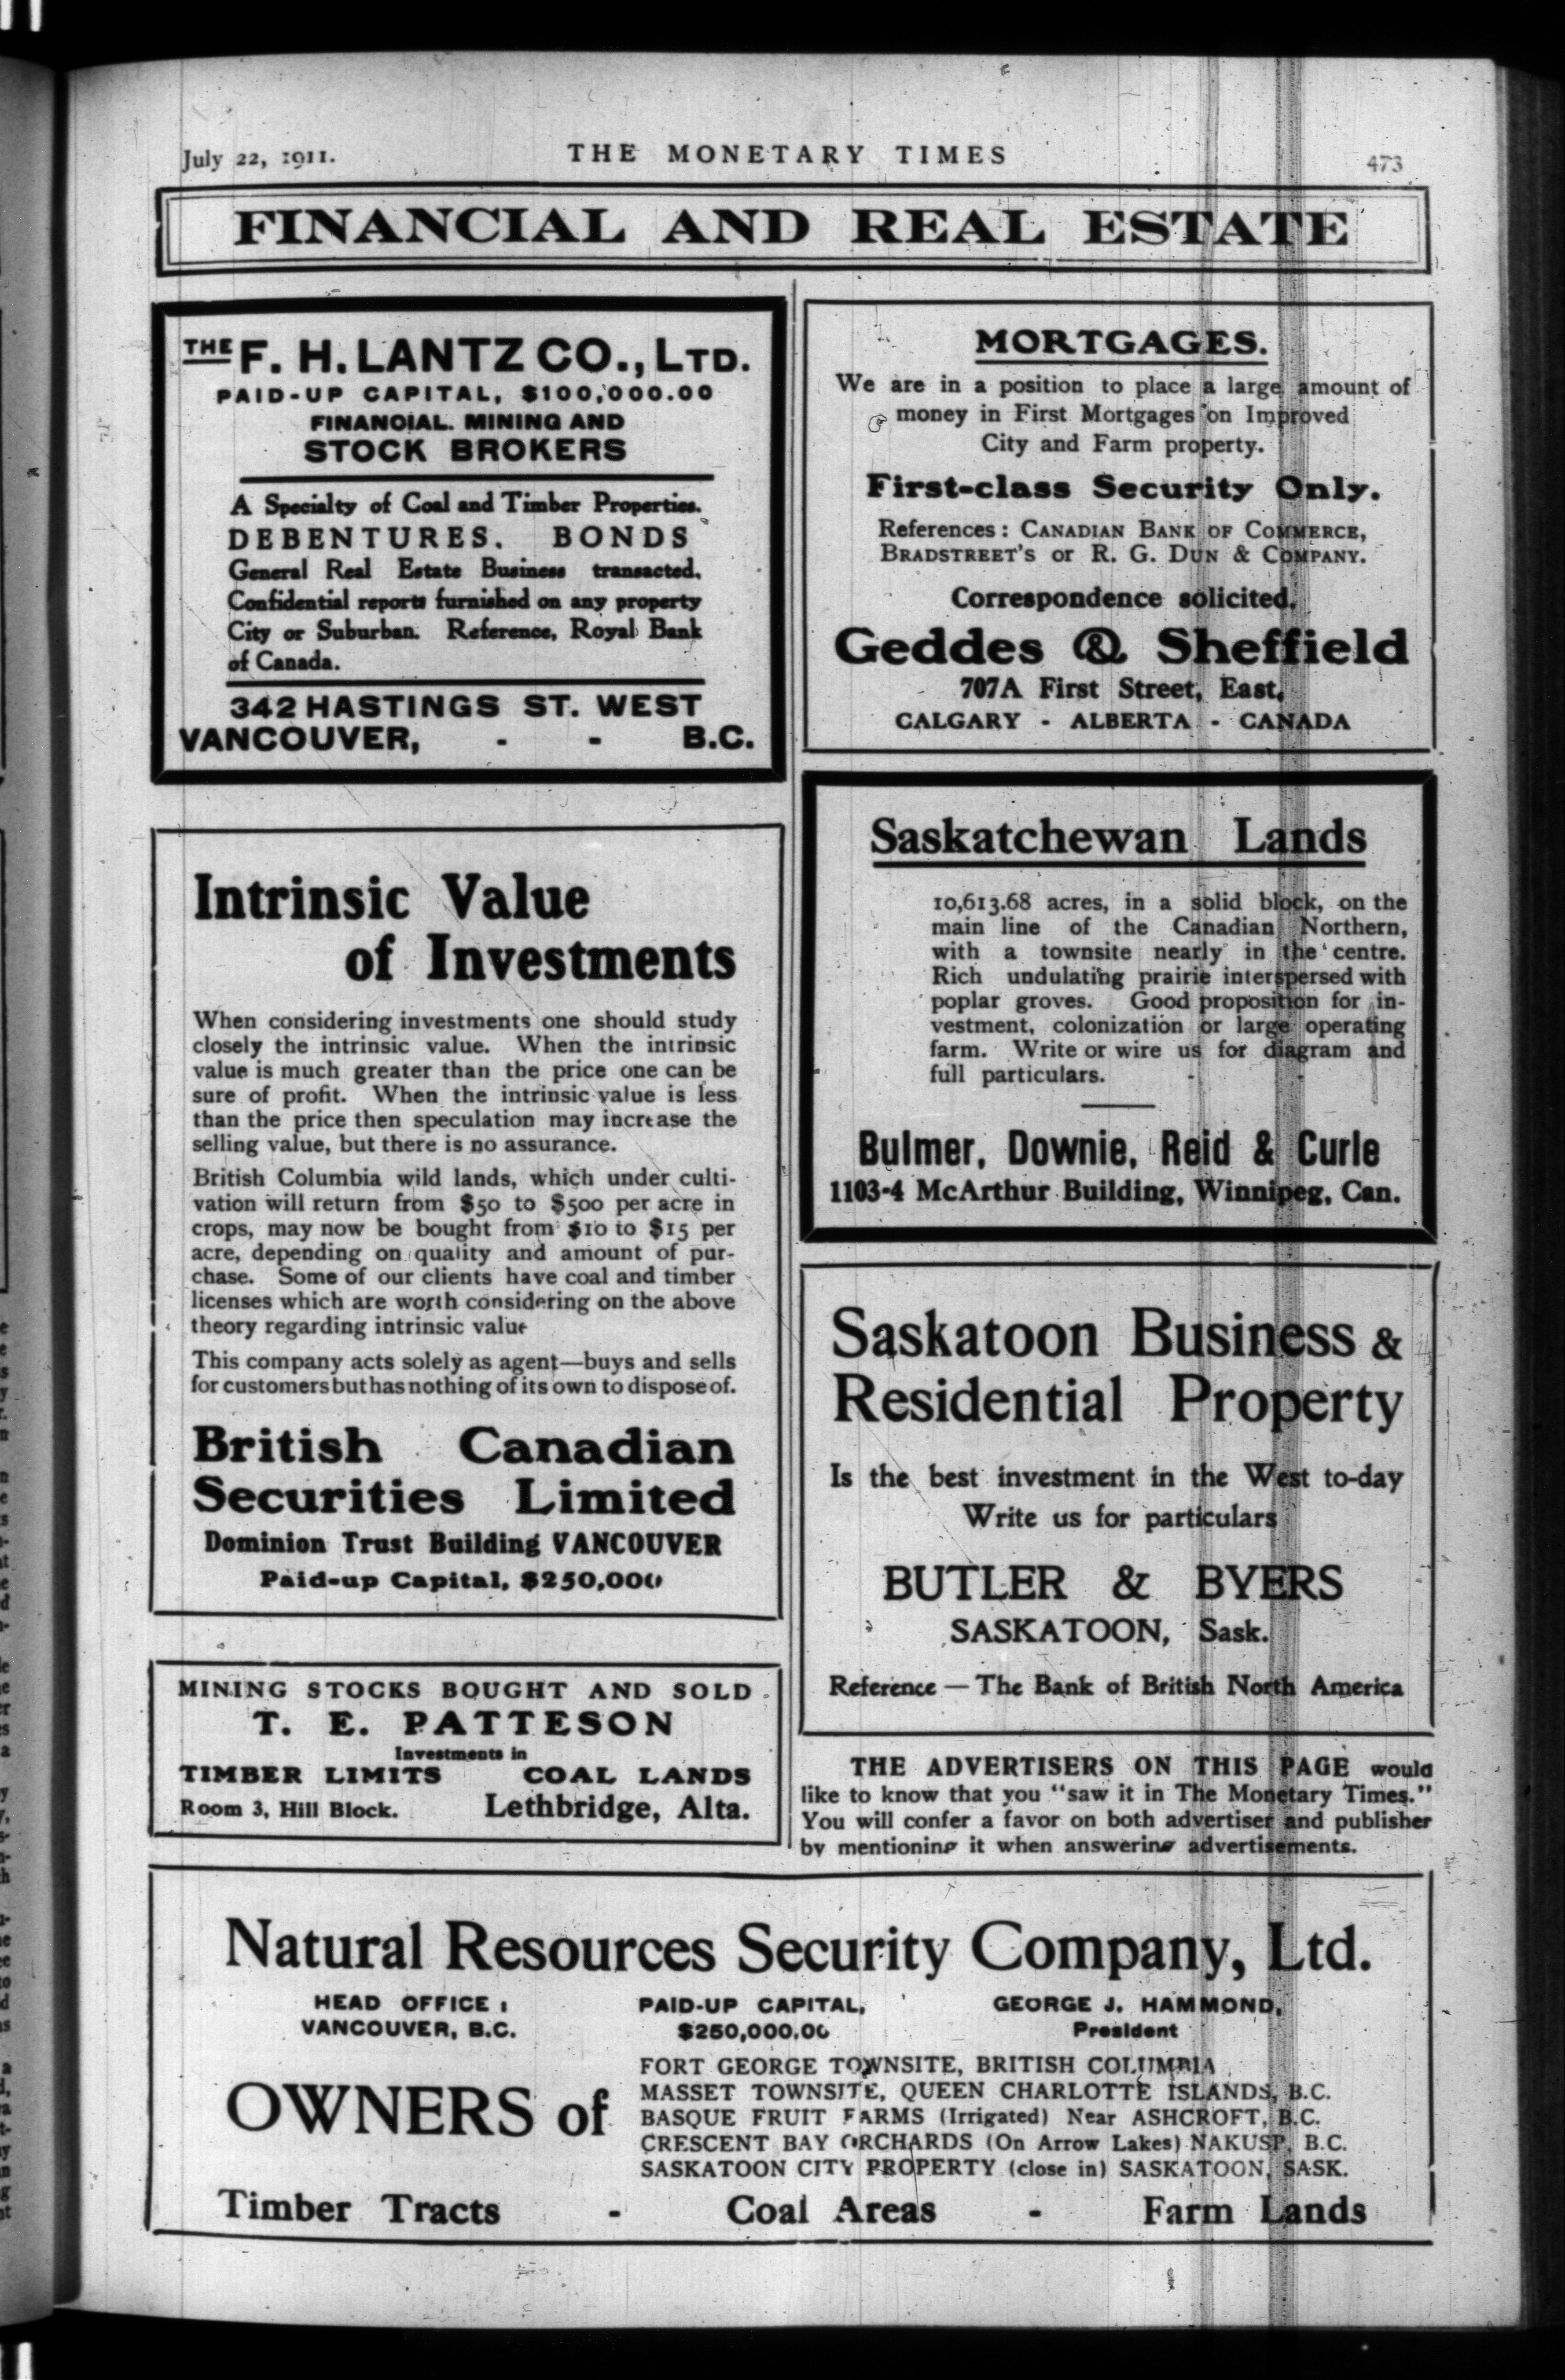 July 22, 1911.
THE MONETARY TIMES
473
FINANCIAL AND REAL ESTATE
THE F. H. LANTZ CO., LTD.
PAID-UP CAPITAL, $100,000.00
FINANCIAL. MINING AND
STOCK BROKERS
A Specialty of Coal and Timber Properties.
DEBENTURES. BONDS
General Real Estate Business transacted.
Confidential reports furnished on any property
City or Suburban. Reference, Royal Bank
of Canada.
342 HASTINGS ST. WEST
VANCOUVER, - - B.C.
Intrinsic Value
of Investments
When considering investments one should study
closely the intrinsic value. When the intrinsic
value is much greater than the price one can be
sure of profit. When the intrinsic value is less
than the price then speculation may increase the
selling value, but there is no assurance.
British Columbia wild lands, which under culti-
vation will return from $50 to $500 per acre in
crops, may now be bought from $10 to $15 per
acre, depending on quality and amount of pur-
chase. Some of our clients have coal and timber
licenses which are worth considering on the above
theory regarding intrinsic value
This company acts solely as agent—buys and sells
for customers but has nothing of its own to dispose of.
British Canadian
Securities Limited
Dominion Trust Building VANCOUVER
Paid-up Capital, $250,000
MINING STOCKS BOUGHT AND SOLD
T. E. PATTESON
Investments in
TIMBER LIMITS COAL LANDS
Room 3, Hill Block. Lethbridge, Alta.
MORTGAGES.
We are in a position to place a large amount of
money in First Mortgages on Improved
City and Farm property.
First-class Security Only.
References: CANADIAN BANK OF COMMERCE,
BRADSTREET'S or R. G. DUN & COMPANY.
Correspondence solicited.
Geddes & Sheffield
707A First Street, East,
CALGARY - ALBERTA - CANADA
Saskatchewan Lands
10,613.68 acres, in a solid block, on the
main line of the Canadian Northern,
with a townsite nearly in the centre.
Rich undulating prairie interspersed with
poplar groves. Good proposition for in-
vestment, colonization or large operating
farm. Write or wire us for diagram and
full particulars.
Bulmer, Downie, Reid & Curle
1103-4 McArthur Building, Winnipeg, Can.
Saskatoon Business &
Residential Property
Is the best investment in the West to-day
Write us for particulars
BUTLER & BYERS
SASKATOON, Sask.
Reference — The Bank of British North America
THE ADVERTISERS ON THIS PAGE would
like to know that you "saw it in The Monetary Times."
You will confer a favor on both advertiser and publisher
by mentioning it when answering advertisements.
Natural Resources Security Company, Ltd.
HEAD OFFICE: PAID-UP CAPITAL, GEORGE J. HAMMOND,
VANCOUVER, B.C. $250,000.00 President
OWNERS of
FORT GEORGE TOWNSITE, BRITISH COLUMBIA
MASSET TOWNSITE, QUEEN CHARLOTTE ISLANDS, B.C.
BASQUE FRUIT FARMS (Irrigated) Near ASHCROFT, B.C.
CRESCENT BAY ORCHARDS (On Arrow Lakes) NAKUSP, B.C.
SASKATOON CITY PROPERTY (close in) SASKATOON, SASK.
Timber Tracts - Coal Areas - Farm Lands